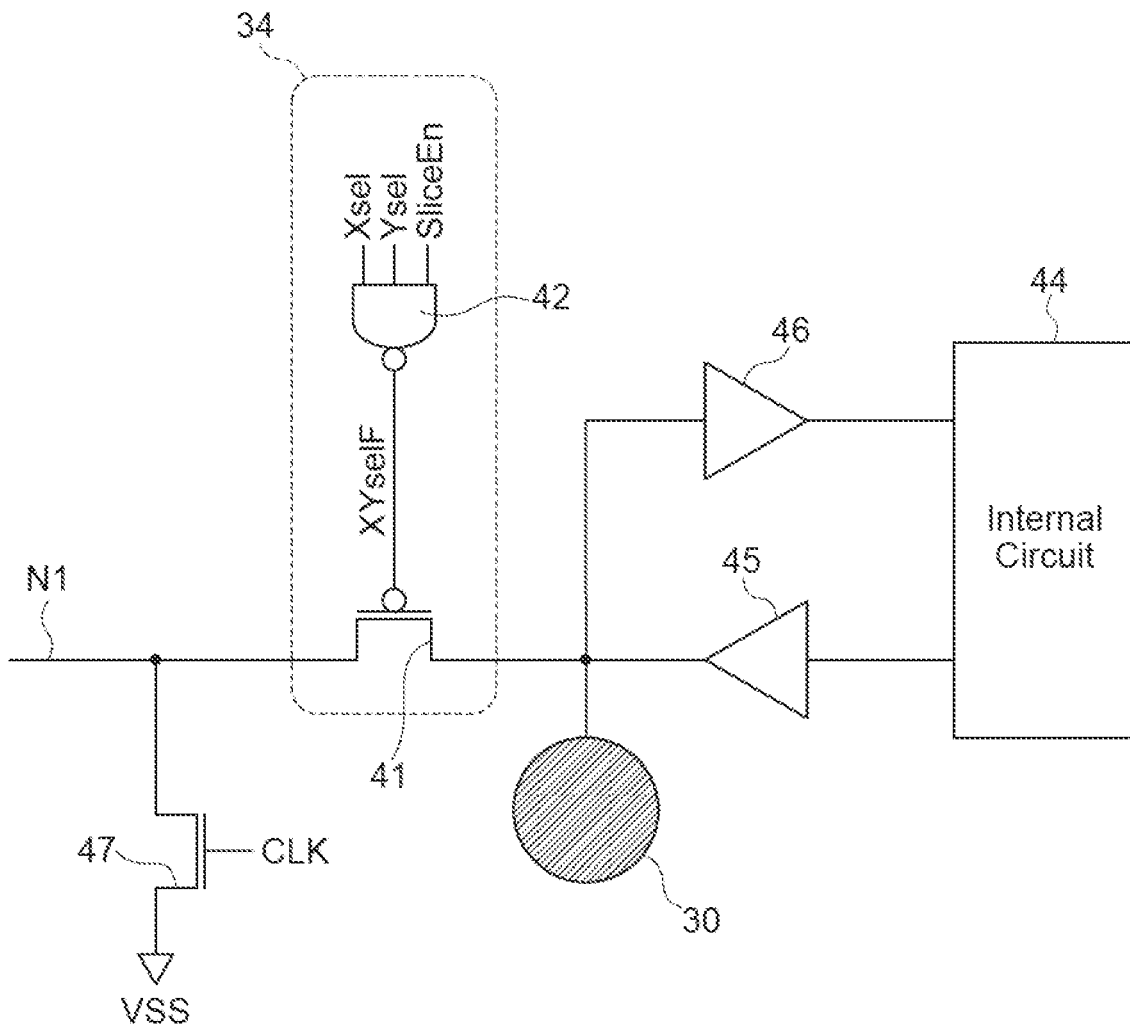 34
Xsel
Ysel
SliceEn
42
44
46
XYselF
Internal
Circuit
45
N1
41
47
CLK
30
VSS